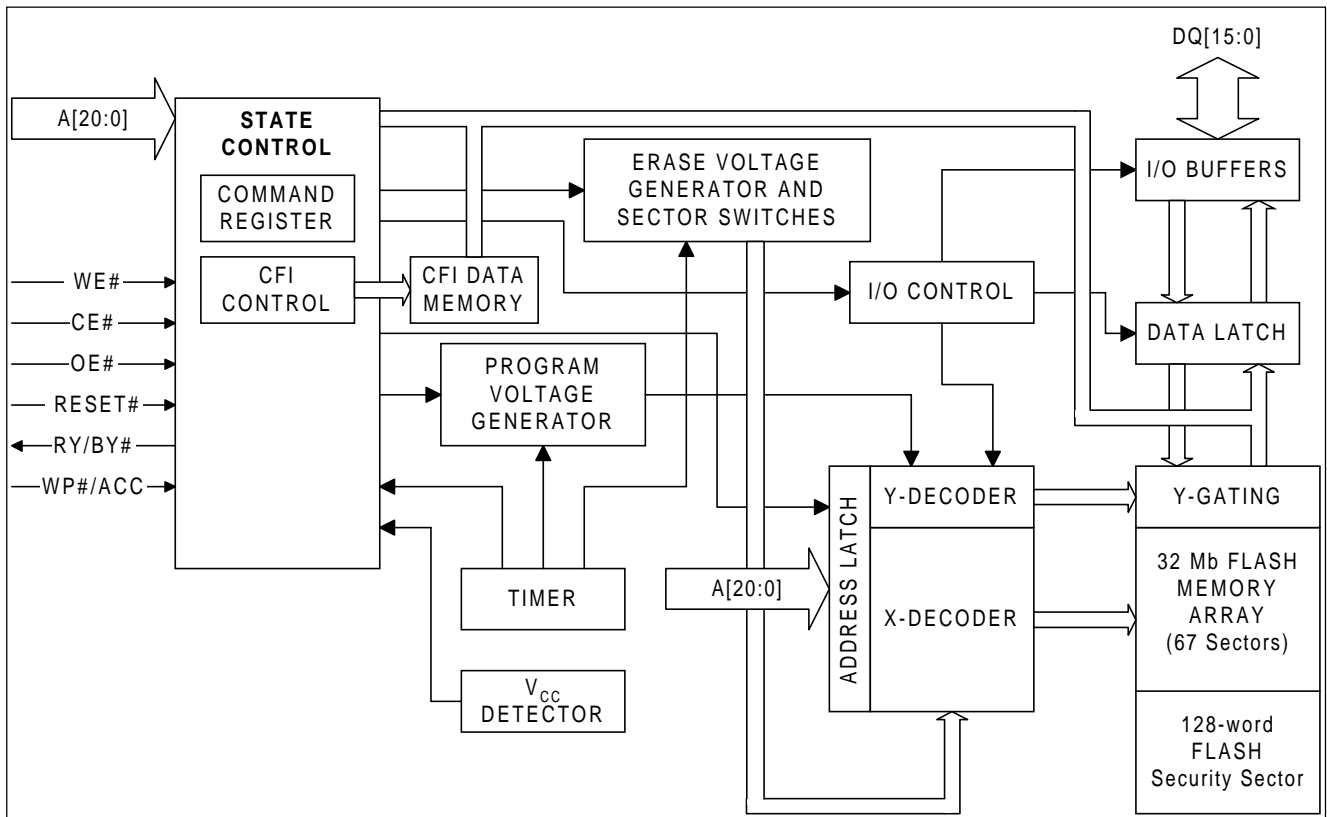 DQ[15:0]
A[20:0]
STATE
CONTROL
COMMAND
REGISTER
CFI
CONTROL
CFI DATA
MEMORY
ERASE VOLTAGE
GENERATOR AND
SECTOR SWITCHES
I/O BUFFERS
I/O CONTROL
DATA LATCH
WE#
CE#
OE#
RESET#
RY/BY#
WP#/ACC
PROGRAM
VOLTAGE
GENERATOR
TIMER
V_CC
DETECTOR
A[20:0]
ADDRESS LATCH
Y-DECODER
X-DECODER
Y-GATING
32 Mb FLASH
MEMORY
ARRAY
(67 Sectors)
128-word
FLASH
Security Sector